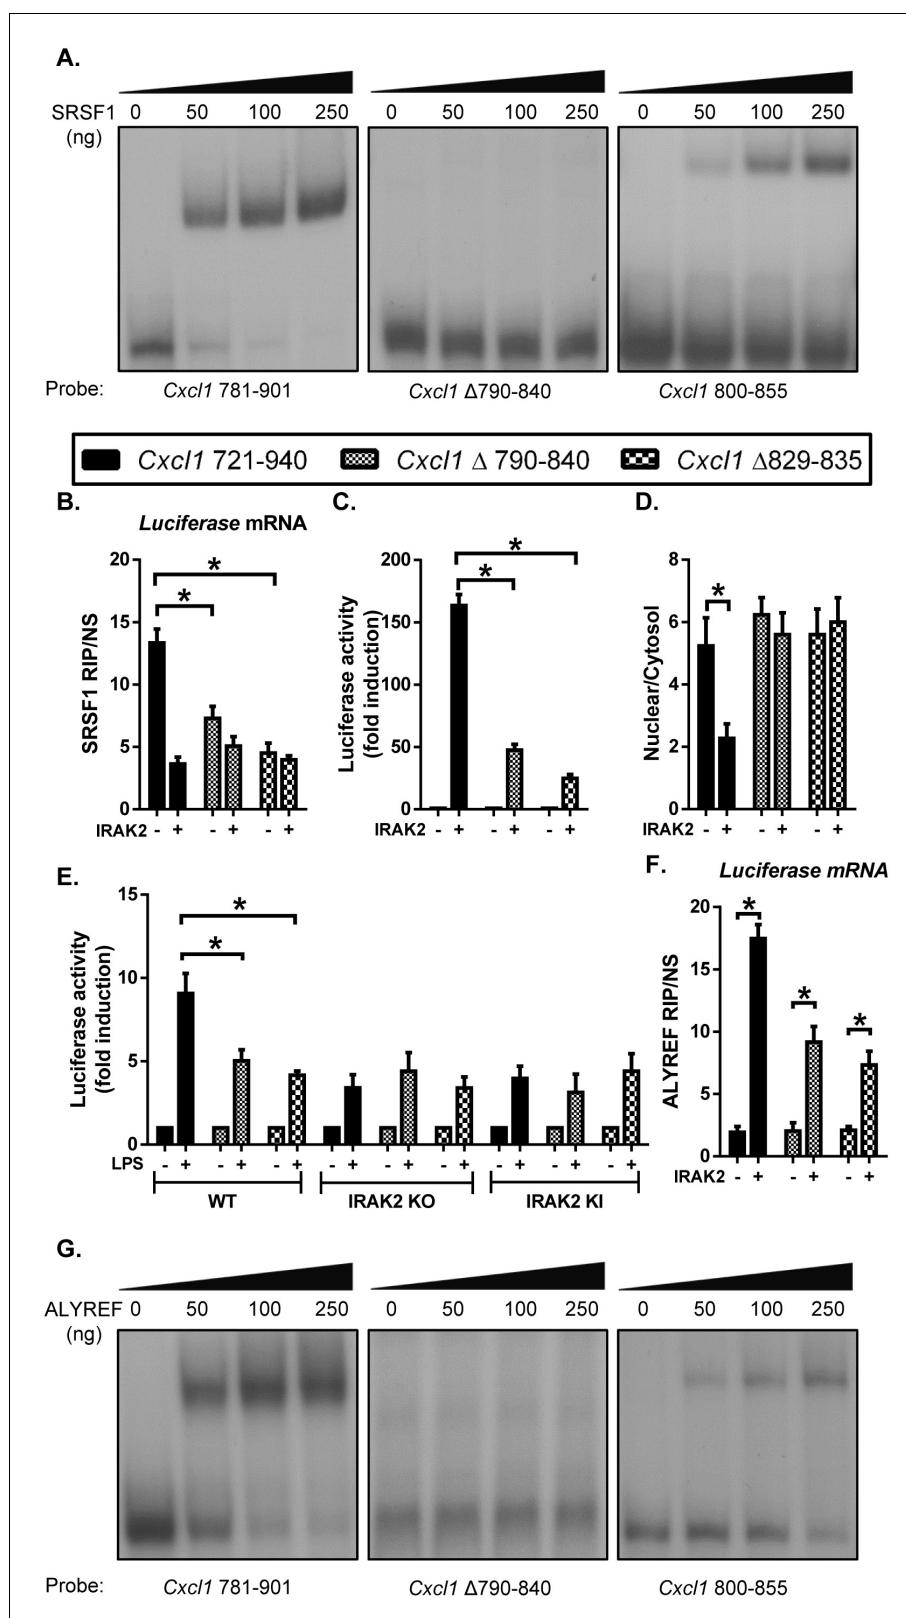 A.
SRSF1 0 50 100 250 0 50 100 250 0 50 100 250
(ng)
Probe: Cxcl1 781-901 Cxcl1 Δ790-840 Cxcl1 800-855
Cxcl1 721-940 Cxcl1 Δ 790-840 Cxcl1 Δ829-835
B.
Luciferase mRNA
SRSF1 RIP/NS
20
15
10
5
0
* *
IRAK2 - + - + - +
C.
Luciferase activity
(fold induction)
200
150
100
50
0
* *
IRAK2 - + - + - +
D.
Nuclear/Cytosol
8
6
4
2
0
*
IRAK2 - + - + - +
E.
Luciferase activity
(fold induction)
15
10
5
0
* *
LPS - + - + - + - + - + - + - + - + - +
WT IRAK2 KO IRAK2 KI
F.
Luciferase mRNA
ALYREF RIP/NS
20
15
10
5
0
* * *
IRAK2 - + - + - +
G.
ALYREF 0 50 100 250 0 50 100 250 0 50 100 250
(ng)
Probe: Cxcl1 781-901 Cxcl1 Δ790-840 Cxcl1 800-855